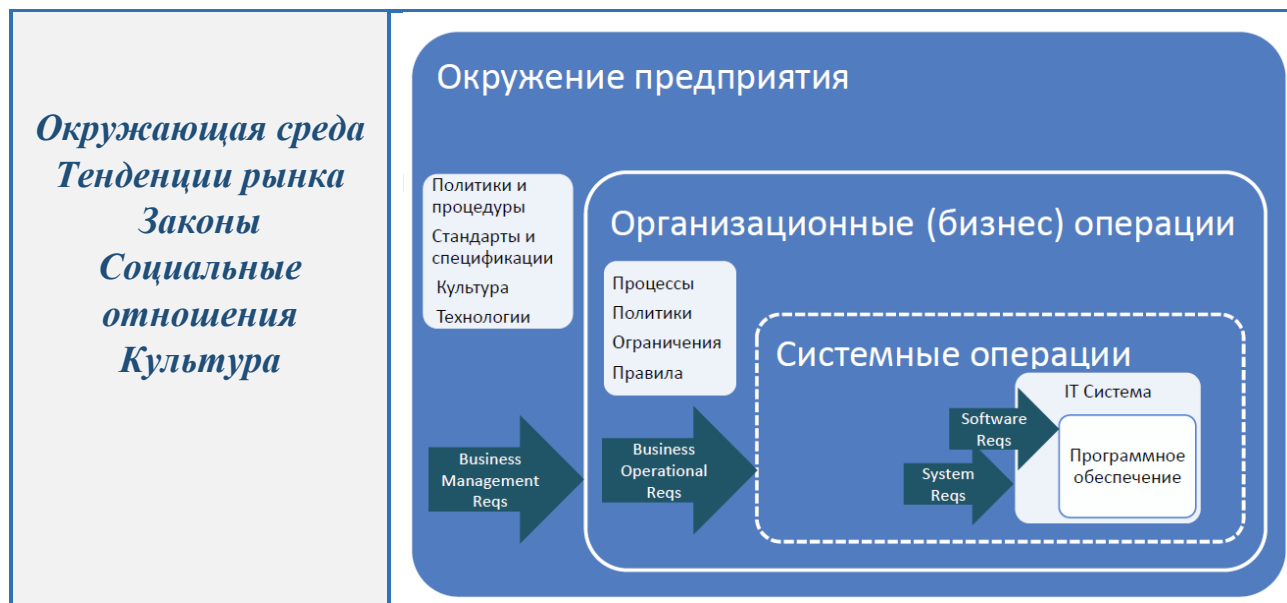 Окружающая среда
Тенденции рынка
Законы
Социальные
отношения
Культура
Окружение предприятия
Политики и
процедуры
Стандарты и
спецификации
Культура
Технологии
Business
Management
Reqs
Организационные (бизнес) операции
Процессы
Политики
Ограничения
Правила
Business
Operational
Reqs
Системные операции
IT Система
Software
Reqs
System
Reqs
Программное
обеспечение